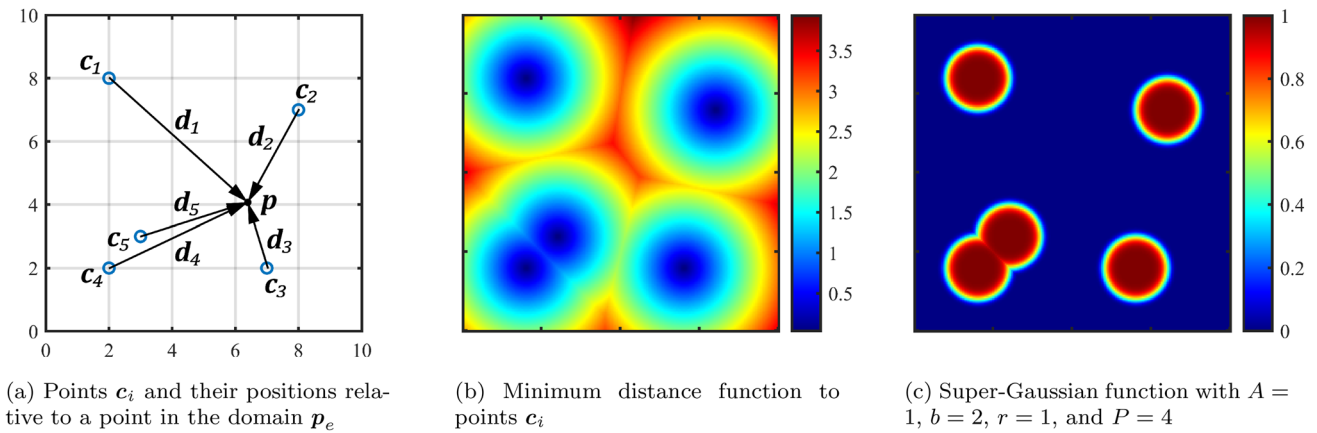 10
8
6
4
2
0
0 2 4 6 8 10
c1
c2
c3
c4
c5
d1
d2
d3
d4
d5
p
3.5
3
2.5
2
1.5
1
0.5
1
0.8
0.6
0.4
0.2
0
(a) Points c_i and their positions rela-
tive to a point in the domain p_e
(b) Minimum distance function to
points c_i
(c) Super-Gaussian function with A =
1, b = 2, r = 1, and P = 4